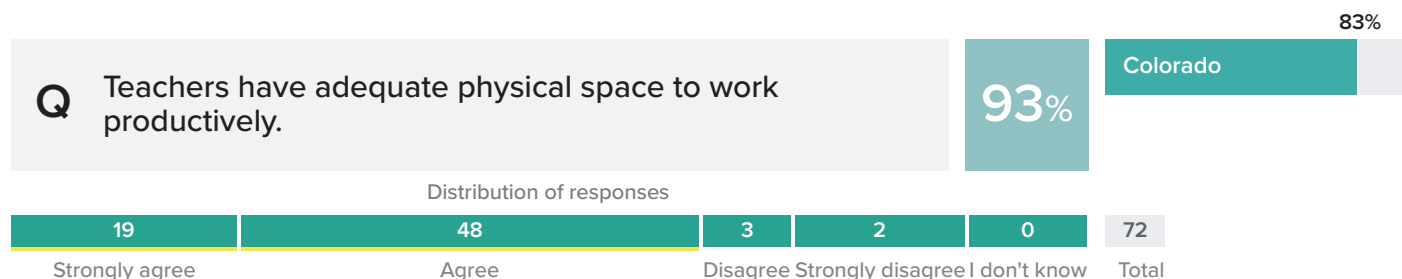 83%
Q Teachers have adequate physical space to work
productively.
93%
Colorado
Distribution of responses
19 48 3 2 0 72
Strongly agree Agree Disagree Strongly disagree I don't know Total